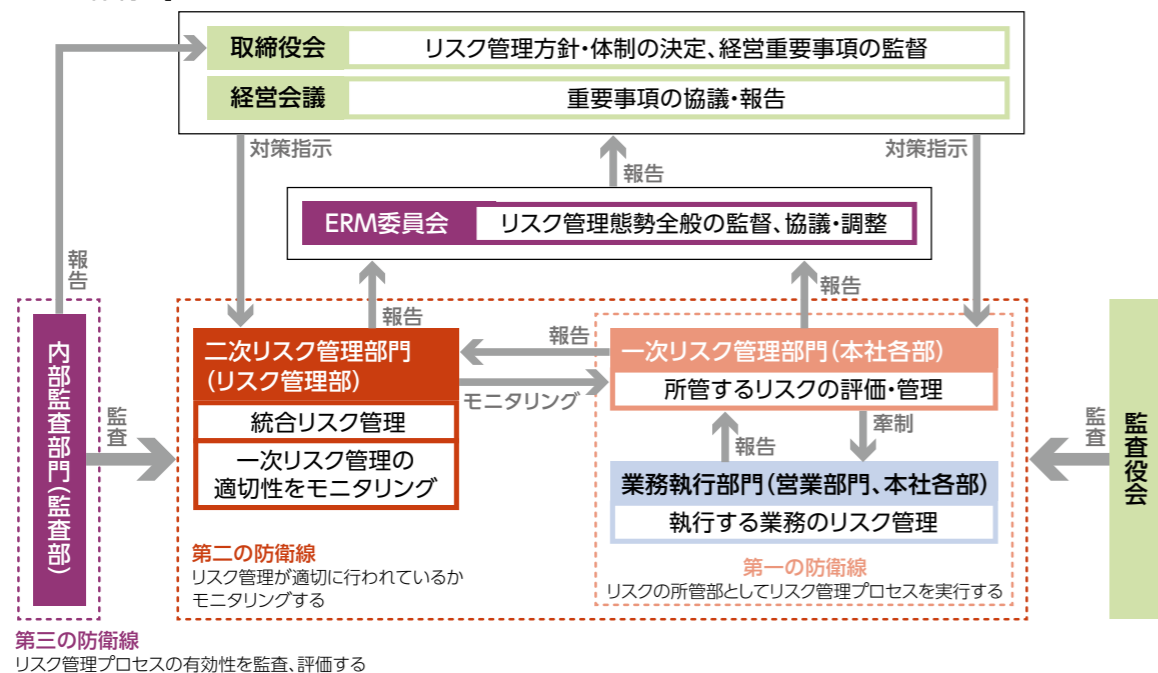 取締役会
リスク管理方針・体制の決定、経営重要事項の監督
経営会議
重要事項の協議・報告
対策指示
報告
対策指示
ERM委員会
リスク管理態勢全般の監督、協議・調整
報告
報告
報告
内部監査部門(監査部)
監査
二次リスク管理部門
(リスク管理部)
統合リスク管理
一次リスク管理の
適切性をモニタリング
報告
モニタリング
一次リスク管理部門(本社各部)
所管するリスクの評価・管理
報告
牽制
業務執行部門(営業部門、本社各部)
執行する業務のリスク管理
監査
監査役会
第二の防衛線
リスク管理が適切に行われているか
モニタリングする
第一の防衛線
リスクの所管部としてリスク管理プロセスを実行する
第三の防衛線
リスク管理プロセスの有効性を監査、評価する